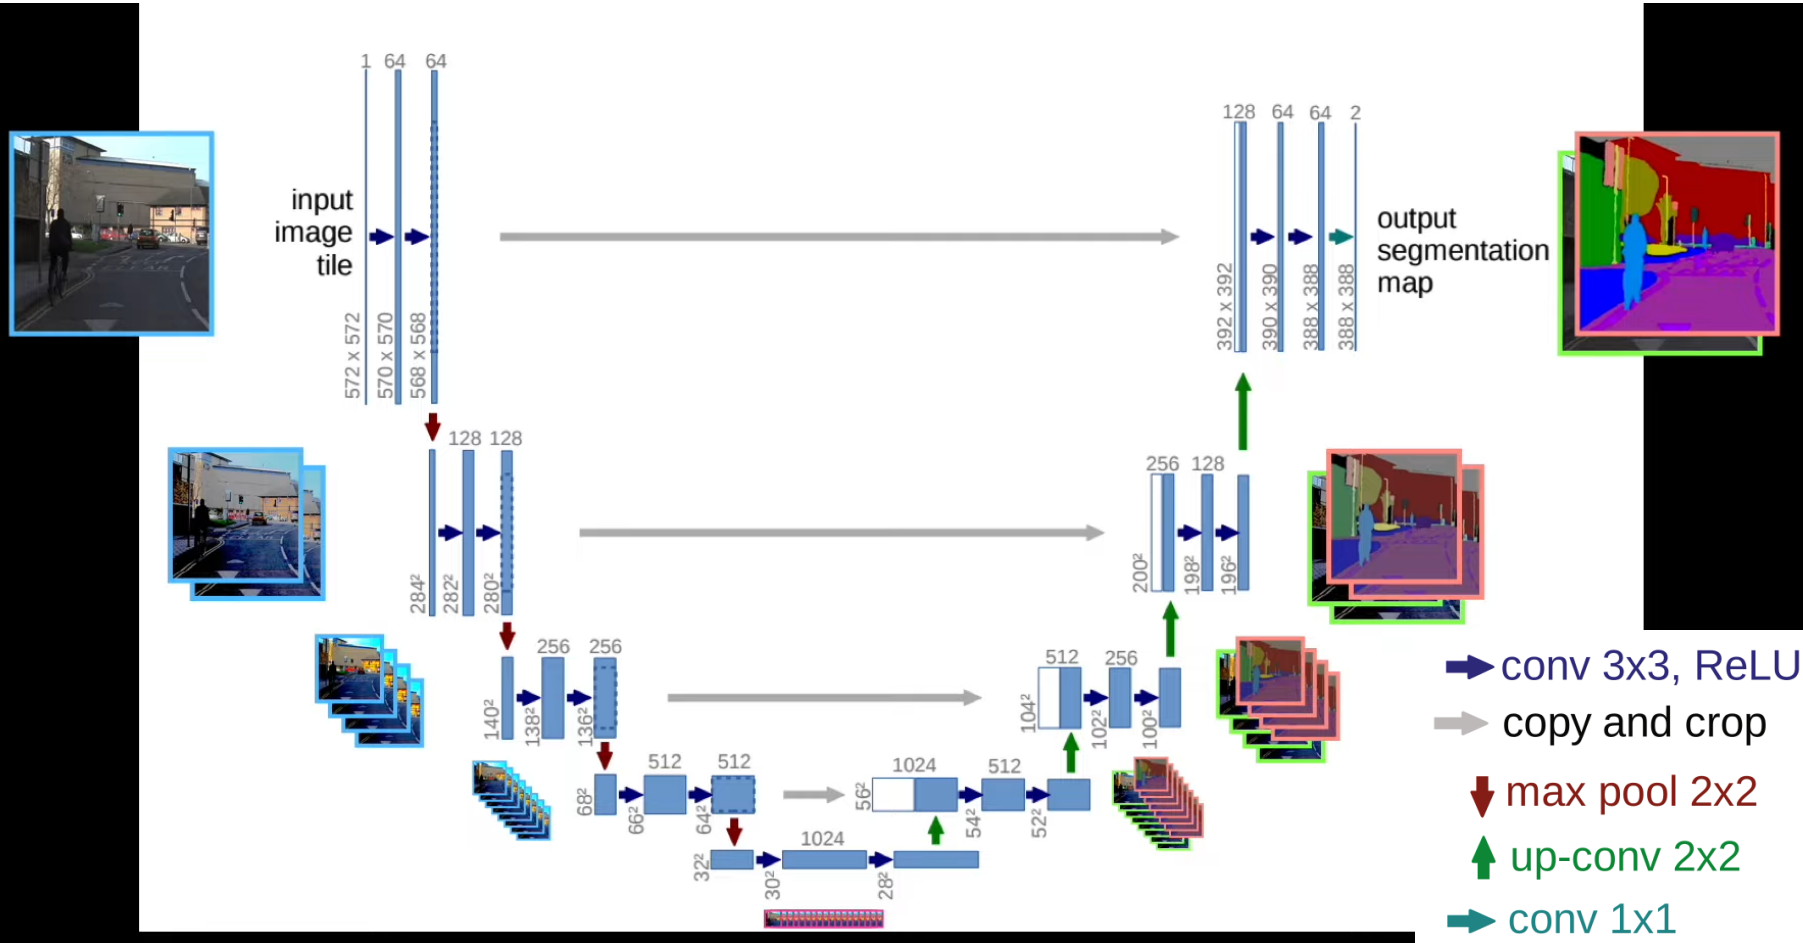 1 64 64
128 64 64 2
input
image
tile
output
segmentation
map
572 x 572
570 x 570
568 x 568
392 x 392
390 x 390
388 x 388
388 x 388
128 128
256 128
284²
282²
280²
200²
198²
196²
256 256
512 256
140²
138²
136²
104²
102²
100²
512 512
1024 512
68²
66²
64²
56²
54²
52²
1024
32²
30²
28²
conv 3x3, ReLU
copy and crop
max pool 2x2
up-conv 2x2
conv 1x1